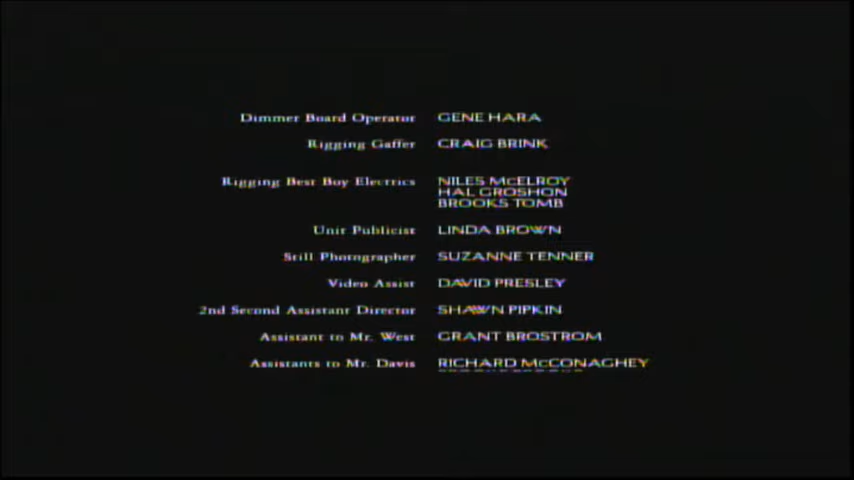 Dimmer Board Operator GENE HARA
Rigging Gaffer CRAIG BRINK
Rigging Best Boy Electrics NILES McELROY
HAL GROSHON
BROOKS TOMB
Unit Publicist LINDA BROWN
Still Photographer SUZANNE TENNER
Video Assist DAVID PRESLEY
2nd Second Assistant Director SHAWN PIPKIN
Assistant to Mr. West GRANT BROSTROM
Assistants to Mr. Davis RICHARD McCONAGHEY